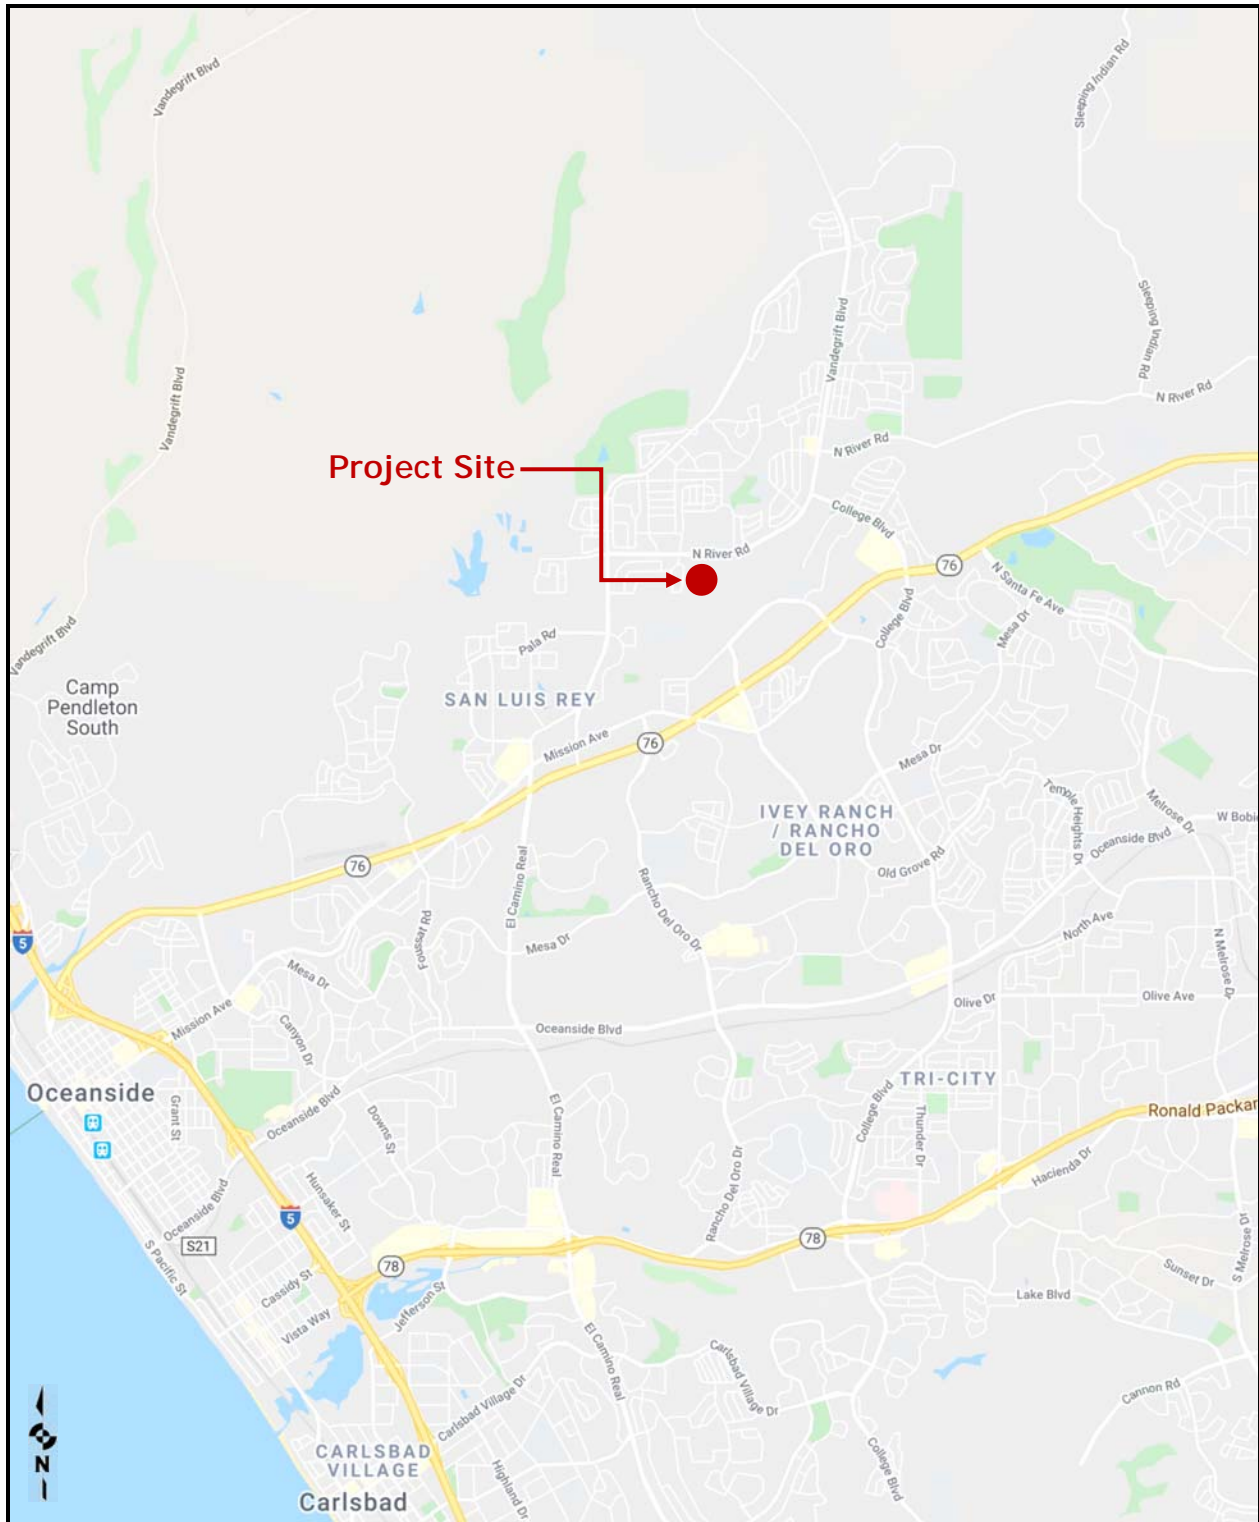 Vandegrift Blvd
Sleeping Indian Rd
Sleeping Indian Rd
Vandegrift Blvd
Vandegrift Blvd
N River Rd
N River Rd
Project Site
College Blvd
N River Rd
76
N Santa Fe Ave
College Blvd
Mesa Dr
Pala Rd
Vandegrift Blvd
Camp
Pendleton
South
SAN LUIS REY
Mission Ave
76
Mesa Dr
Temple Heights Dr
Melrose Dr
IVEY RANCH
/ RANCHO
DEL ORO
W Bobi
Oceanside Blvd
76
Old Grove Rd
El Camino Real
Rancho Del Oro Dr
Foussat Rd
North Ave
5
Mesa Dr
N Melrose Dr
Mesa Dr
Mission Ave
Canyon Dr
Oceanside Blvd
Olive Dr
Olive Ave
Oceanside
Grant St
Oceanside Blvd
Downs St
El Camino Real
TRI-CITY
College Blvd
Thunder Dr
Ronald Packar
Rancho Del Oro Dr
Hacienda Dr
Hunsaker St
Oceanside Blvd
5
S21
S Pacific St
78
78
Cassidy St
Vista Way
Jefferson St
Sunset Dr
S Melrose Dr
Lake Blvd
El Camino Real
Carlsbad Village Dr
Carlsbad Village Dr
Cannon Rd
N
CARLSBAD
VILLAGE
Highland Dr
College Blvd
Carlsbad